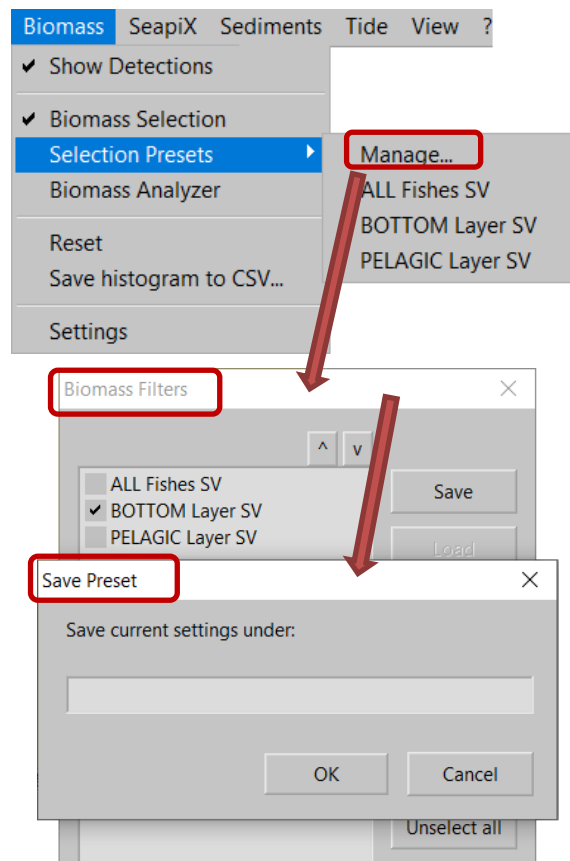 Biomass SeapiX Sediments Tide View ?
Show Detections
Biomass Selection
Selection Presets
Manage...
Biomass Analyzer
ALL Fishes SV
BOTTOM Layer SV
Reset
PELAGIC Layer SV
Save histogram to CSV...
Settings
Biomass Filters
^ v
ALL Fishes SV
Save
BOTTOM Layer SV
PELAGIC Layer SV
Load
Save Preset
Save current settings under:
OK Cancel
Unselect all